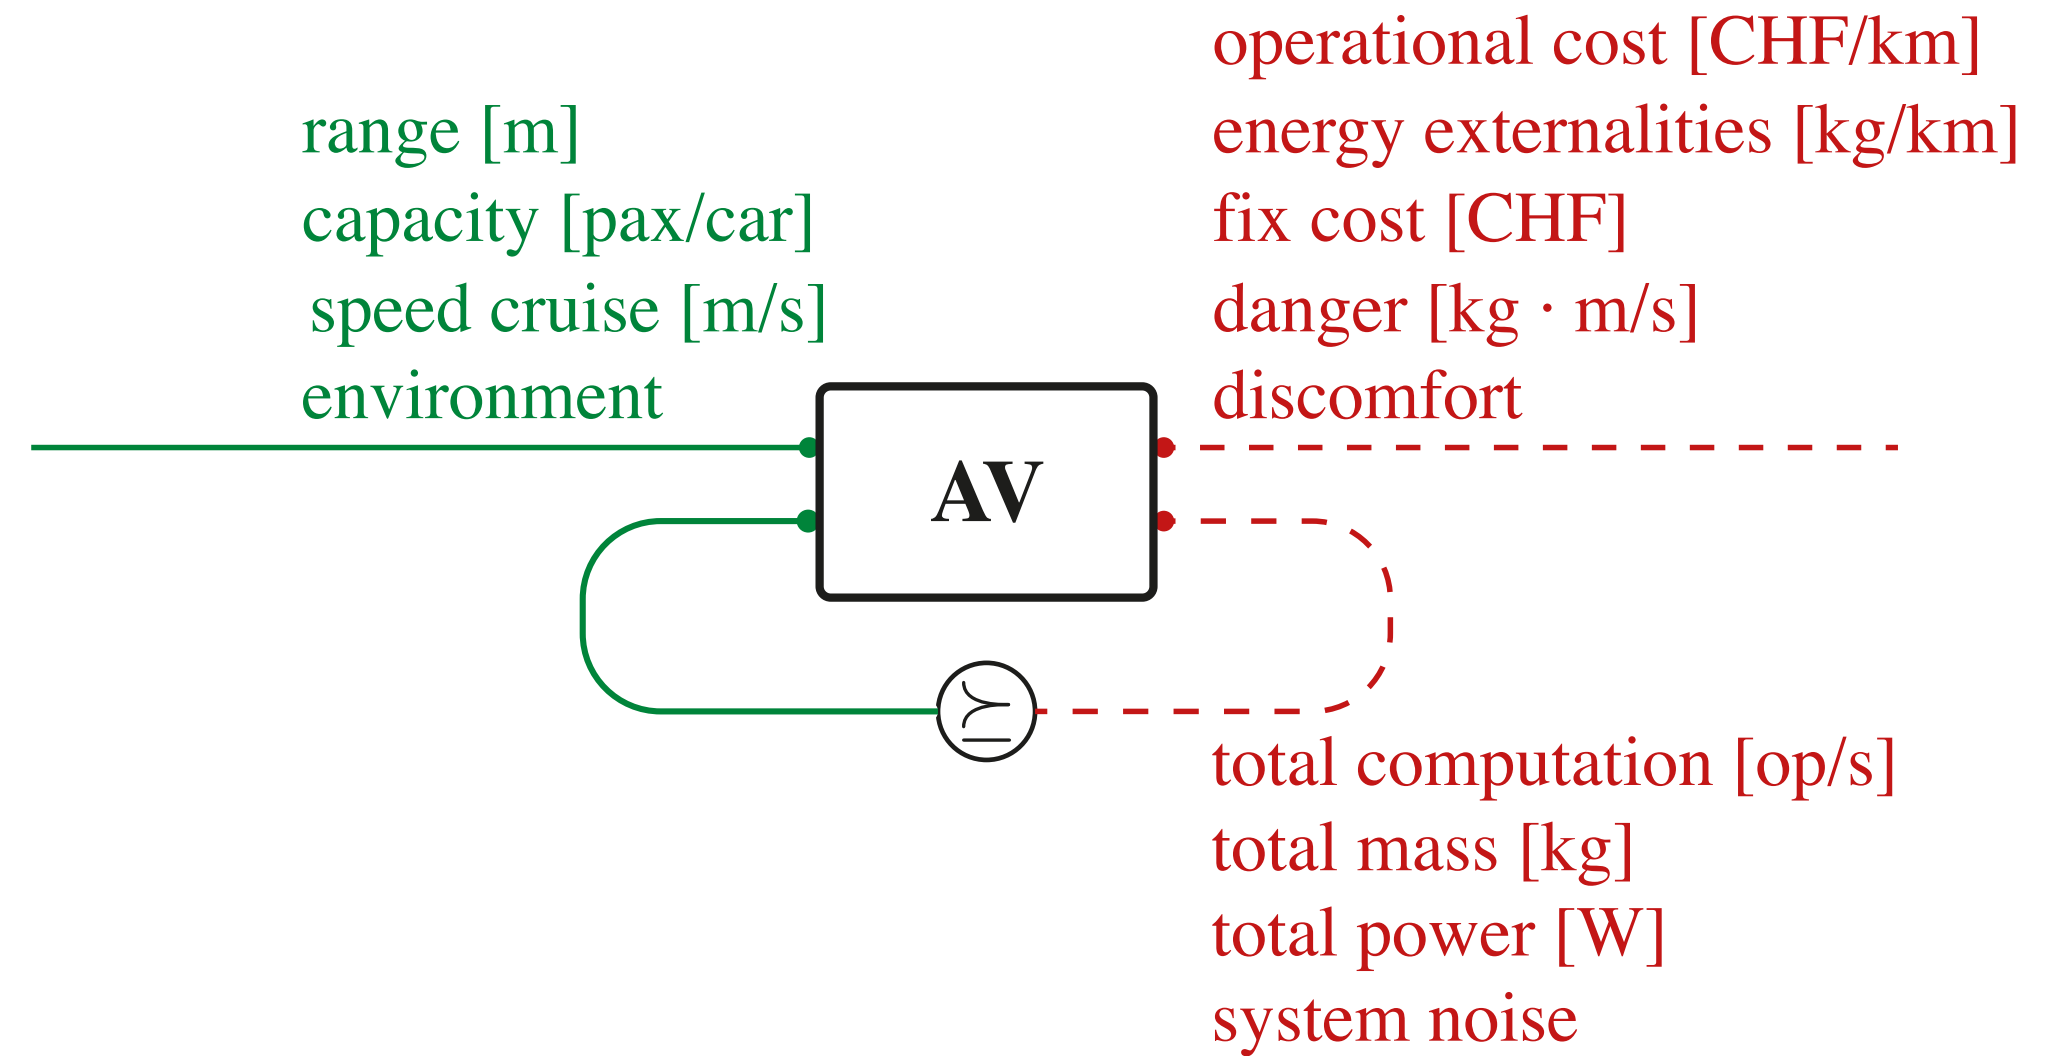 range [m]
capacity [pax/car]
speed cruise [m/s]
environment
operational cost [CHF/km]
energy externalities [kg/km]
fix cost [CHF]
danger [kg · m/s]
discomfort
AV
⪰
total computation [op/s]
total mass [kg]
total power [W]
system noise